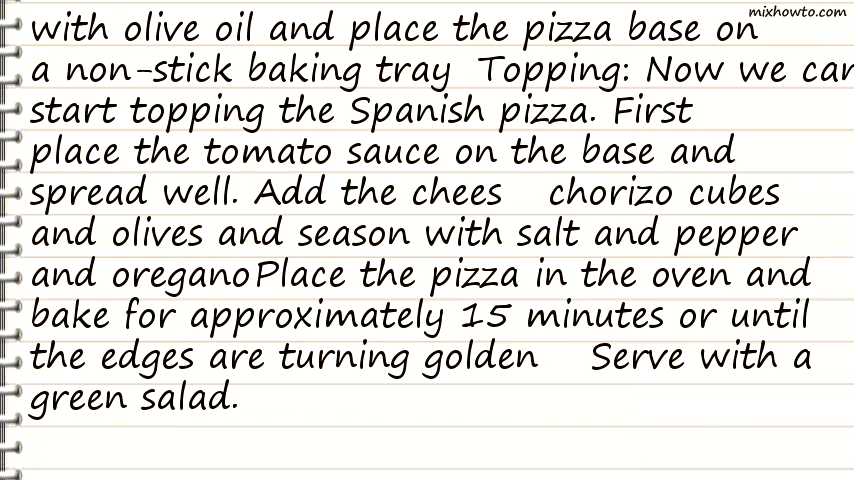 mixhowto.com
with olive oil and place the pizza base on
a non-stick baking tray  Topping: Now we can
start topping the Spanish pizza. First
place the tomato sauce on the base and
spread well. Add the chees    chorizo cubes
and olives and season with salt and pepper
and oreganoPlace the pizza in the oven and
bake for approximately 15 minutes or until
the edges are turning golden    Serve with a
green salad.